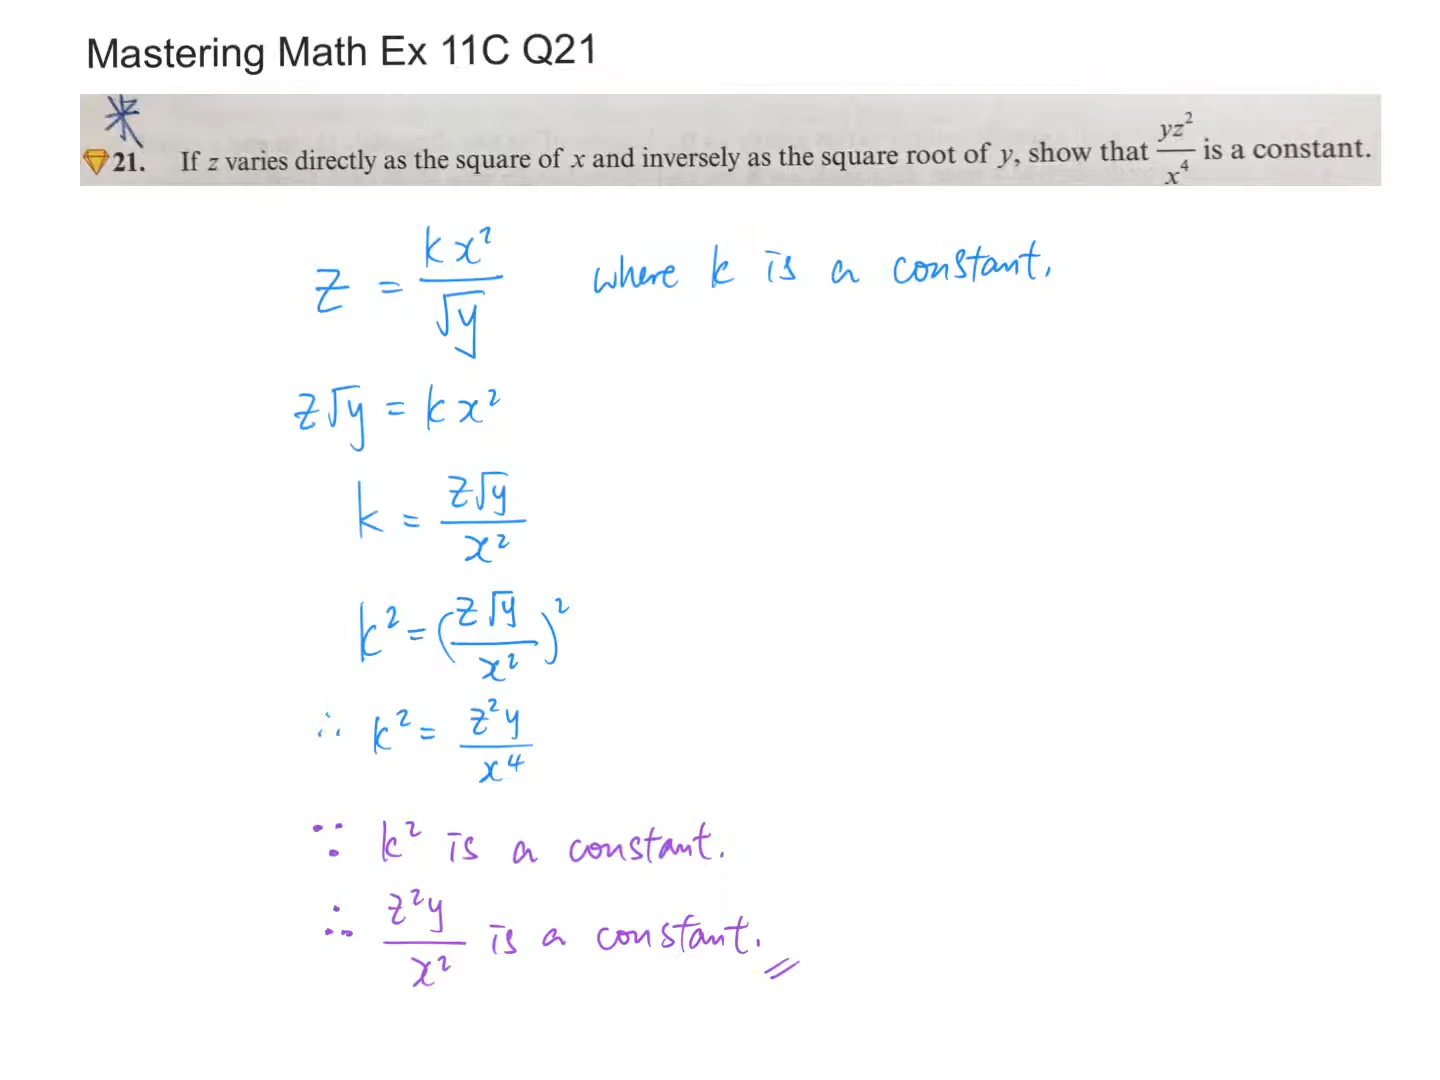 Mastering Math Ex 11C Q21
21. If z varies directly as the square of x and inversely as the square root of y, show that yz²/x⁴ is a constant.
z = kx²/√y where k is a constant.
z√y = kx²
k = z√y/x²
k² = (z√y/x²)²
∴ k² = z²y/x⁴
∵ k² is a constant.
∴ z²y/x² is a constant.